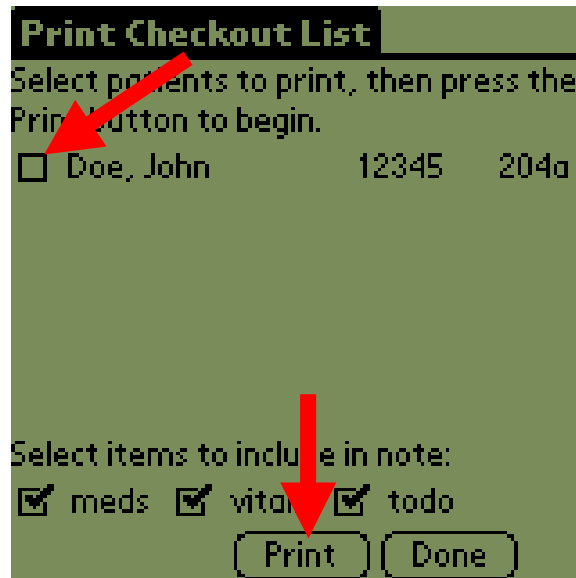 Print Checkout List
Select patients to print, then press the
Print button to begin.
Doe, John 12345 204a
Select items to include in note:
meds vitals todo
Print Done